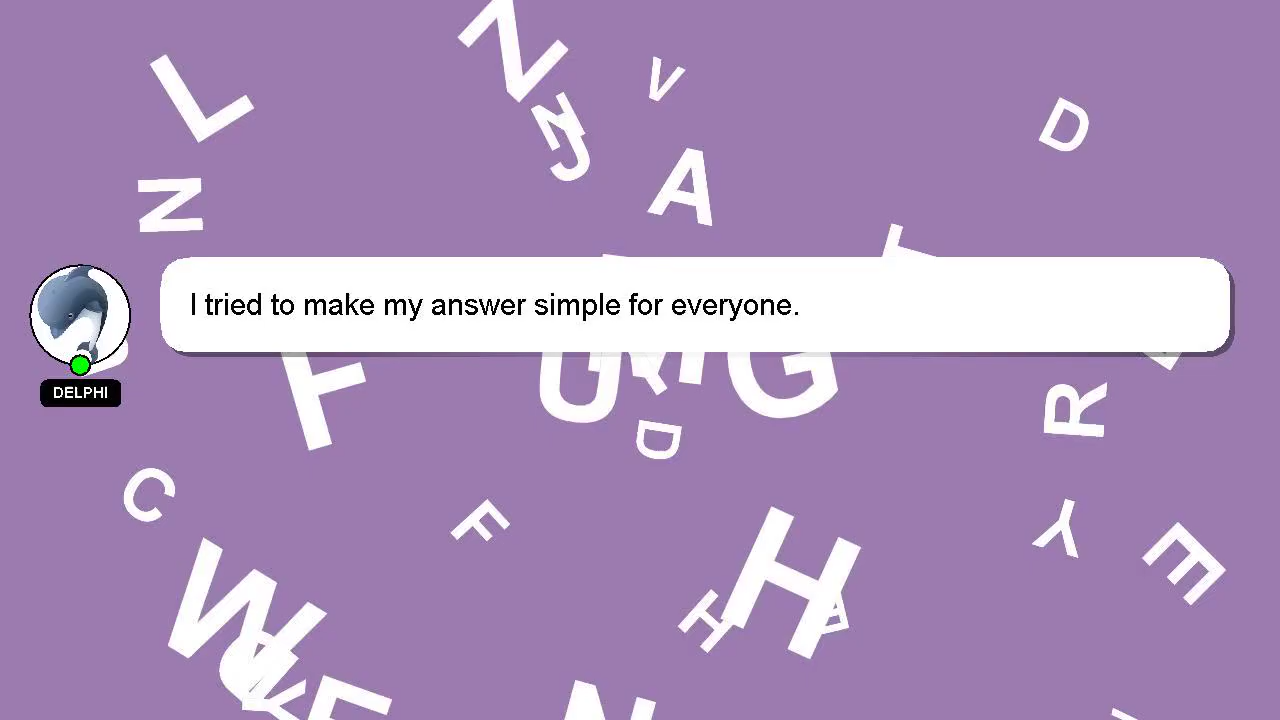 I tried to make my answer simple for everyone.
DELPHI
L
N
V
D
N
J
A
N
F
U
G
D
R
C
F
Y
E
H
W
H
N